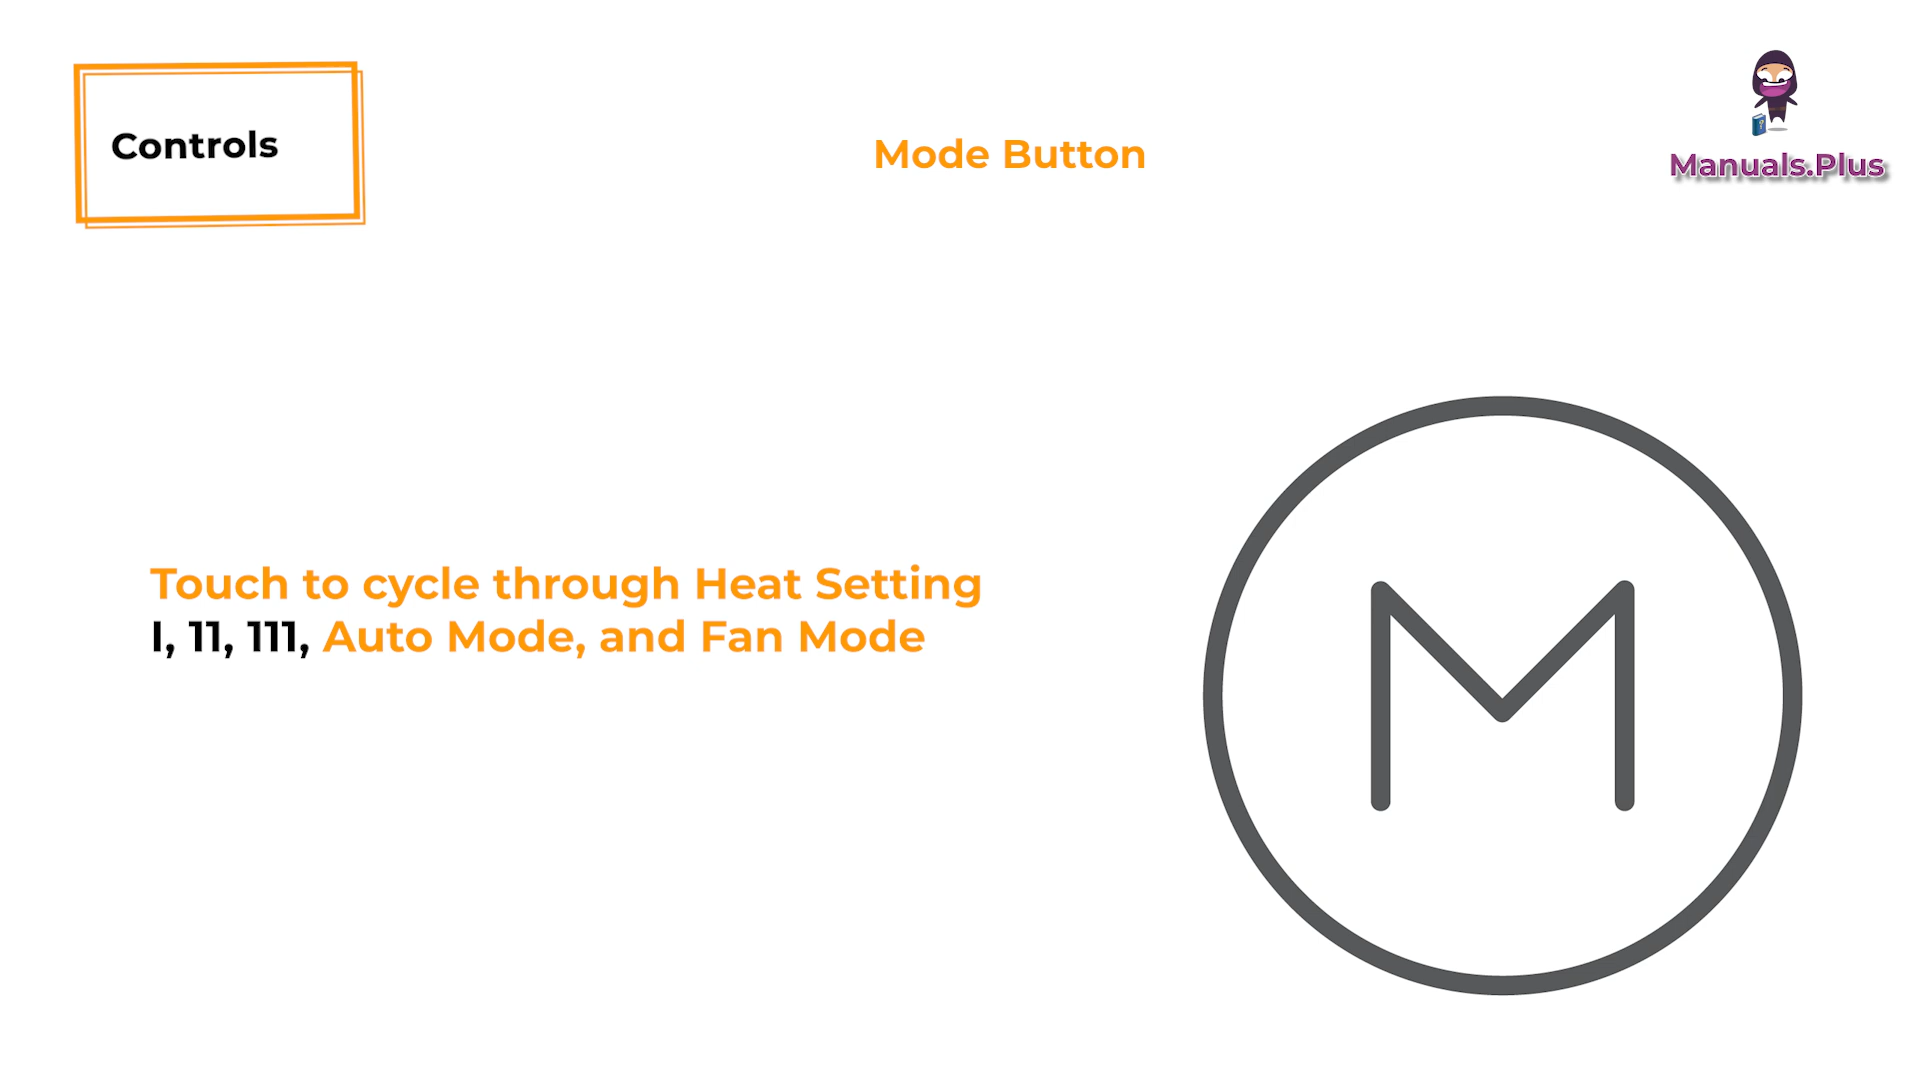 Controls
Mode Button
Manuals.Plus
Touch to cycle through Heat Setting
I, 11, 111, Auto Mode, and Fan Mode
M